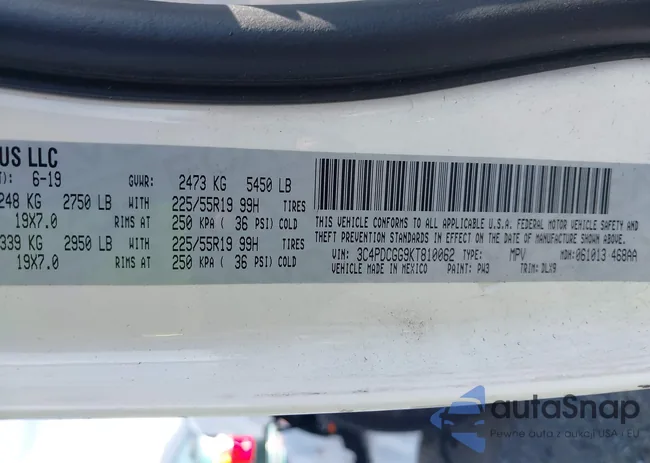 US LLC
T): 6-19 GVWR: 2473 KG 5450 LB
248 KG 2750 LB WITH 225/55R19 99H TIRES
19X7.0 RIMS AT 250 KPA ( 36 PSI) COLD
339 KG 2950 LB WITH 225/55R19 99H TIRES
19X7.0 RIMS AT 250 KPA ( 36 PSI) COLD
THIS VEHICLE CONFORMS TO ALL APPLICABLE U.S.A. FEDERAL MOTOR VEHICLE SAFETY AND
THEFT PREVENTION STANDARDS IN EFFECT ON THE DATE OF MANUFACTURE SHOWN ABOVE.
VIN: 3C4PDCGG9KT810062 TYPE: MPV MDH: 061013 468AA
VEHICLE MADE IN MEXICO PAINT: PW3 TRIM: DLX9
autoSnap
Pewne auta z aukcji USA i EU